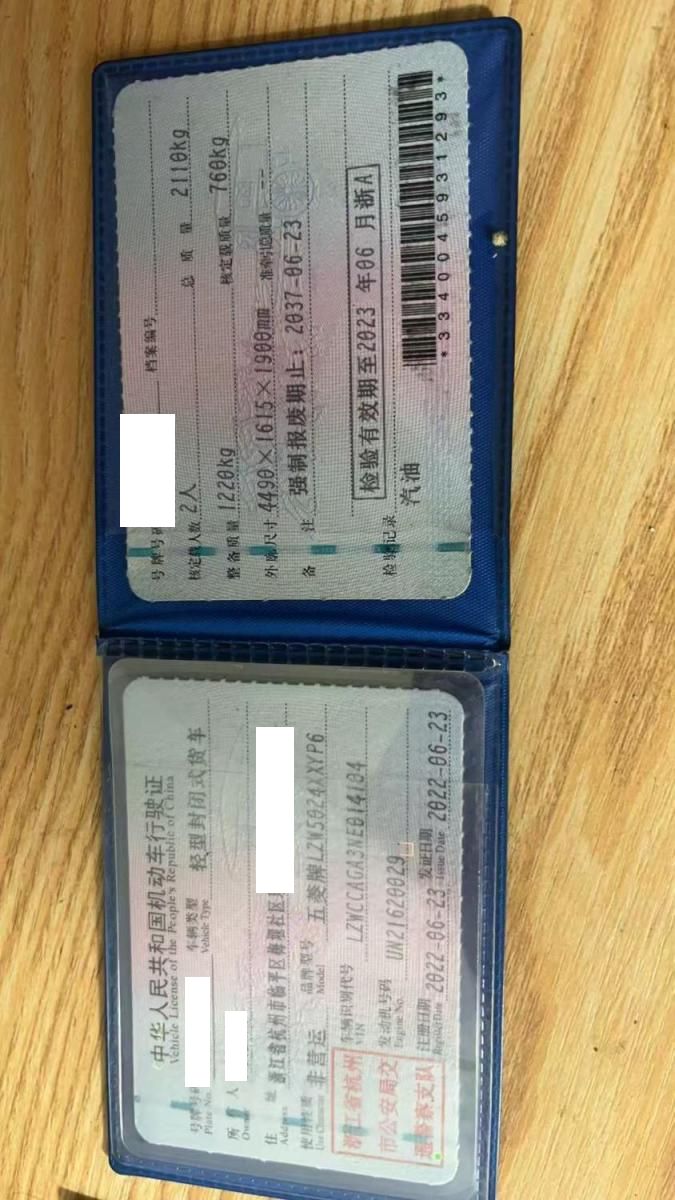 中华人民共和国机动车行驶证
Vehicle License of the People's Republic of China
号牌号码
Plate No.
车辆类型
Vehicle Type
轻型封闭式货车
所有人
Owner
住址
Address
浙江省杭州市临平区梅堰社区
使用性质
Use Character
非营运
品牌型号
Model
五菱牌LZW5024XXYP6
浙江省杭州
市公安局交
通警察支队
车辆识别代号
VIN
LZWCCAGA3NE014104
发动机号码
Engine No.
UN21620029
注册日期
Register Date
2022-06-23
发证日期
Issue Date
2022-06-23
号牌号码
档案编号
核定载人数 2人
总质量 2110kg
整备质量 1220kg
核定载质量 760kg
外廓尺寸 4490×1615×1900mm
准牵引总质量 --
备注 强制报废期止：2037-06-23
检验有效期至2023 年06 月浙A
检验记录 汽油
*3340045931293*